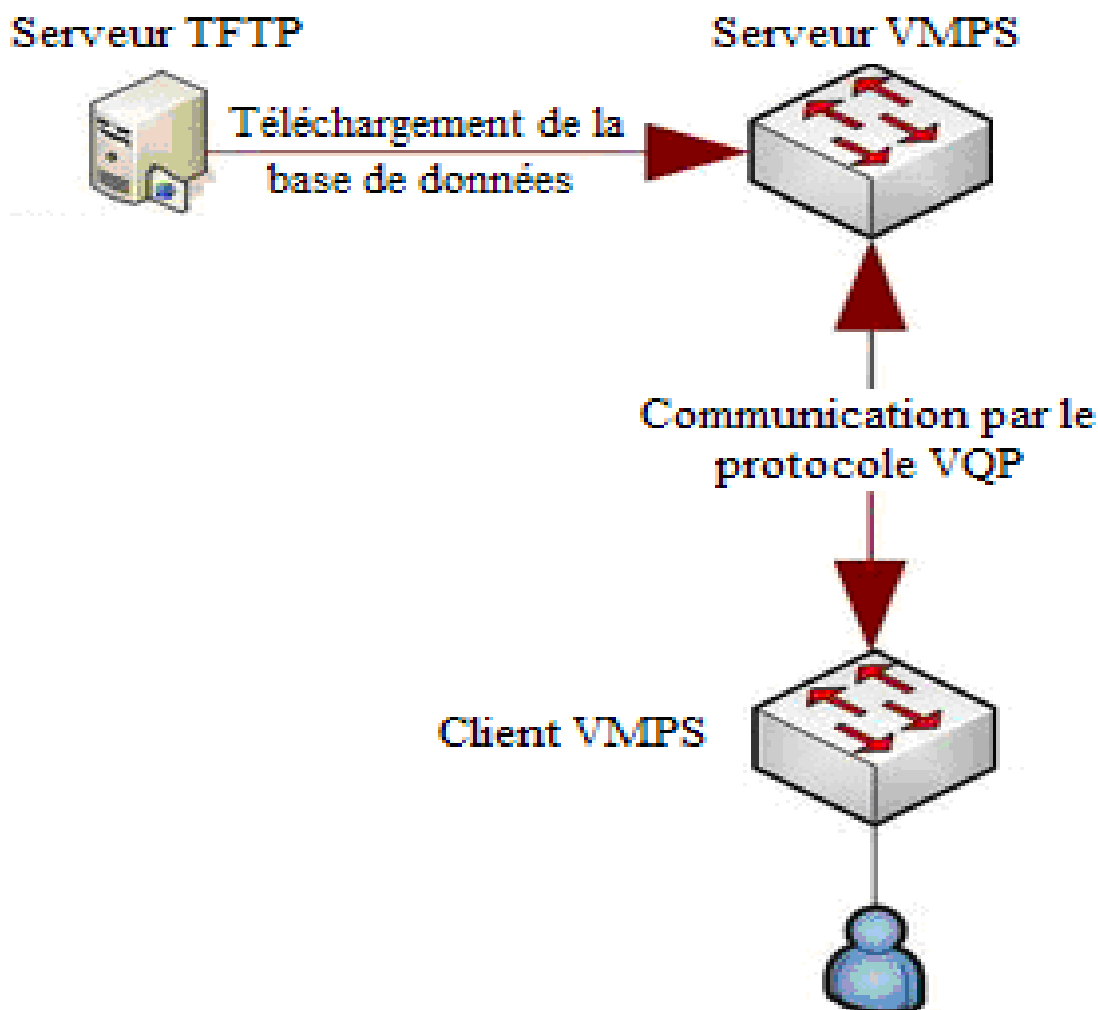 Serveur TFTP
Serveur VMPS
Téléchargement de la
base de données
Communication par le
protocole VQP
Client VMPS